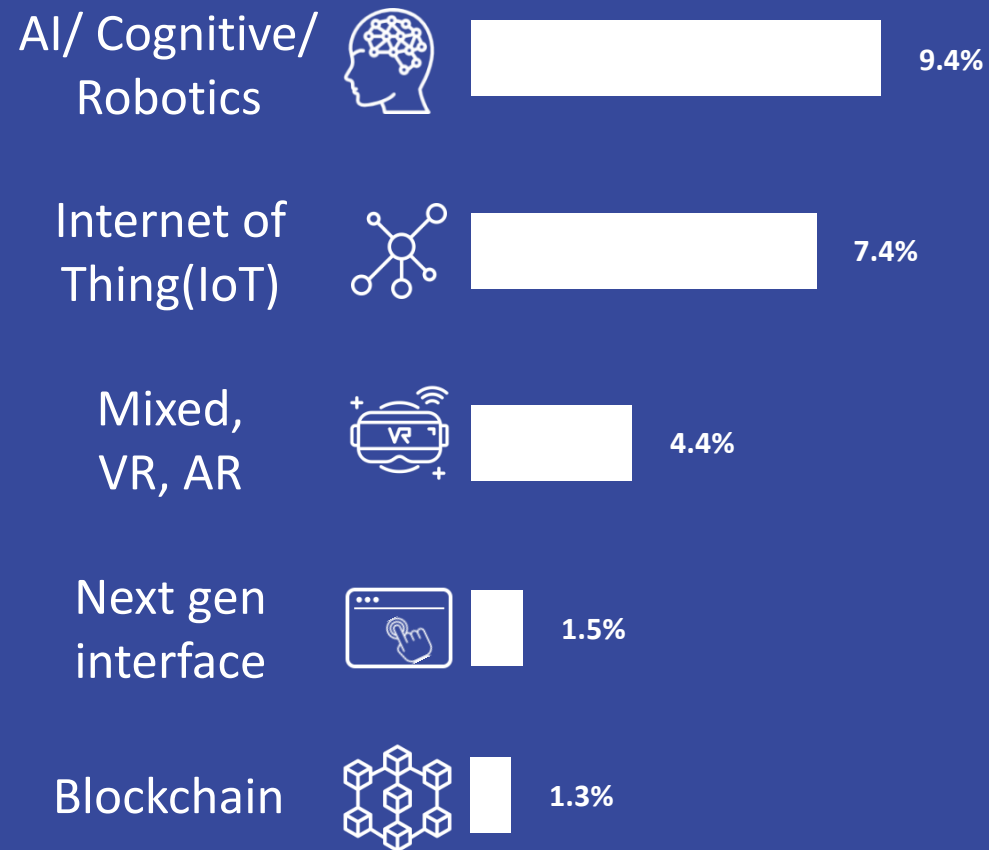 AI/ Cognitive/
Robotics
9.4%
Internet of
Thing(IoT)
7.4%
Mixed,
VR, AR
VR
4.4%
Next gen
interface
1.5%
Blockchain
1.3%